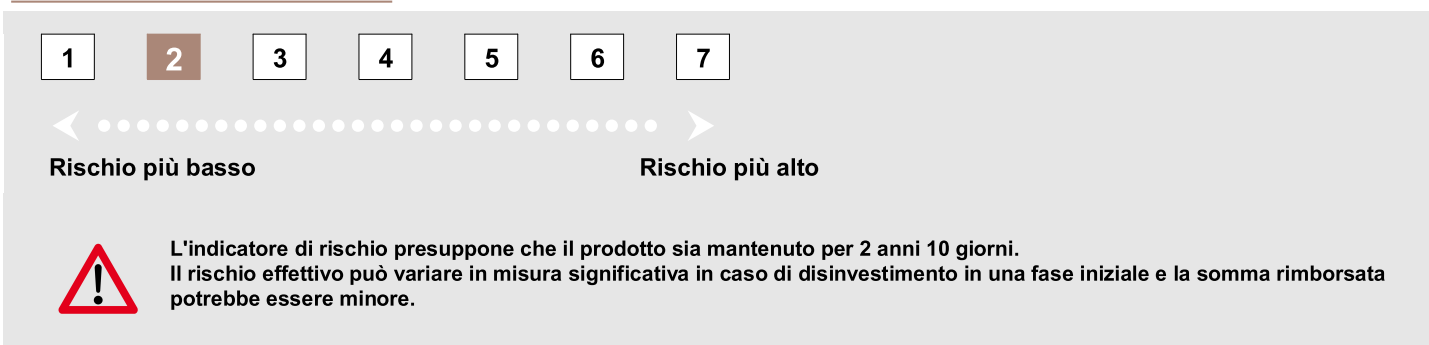 1 2 3 4 5 6 7
Rischio più basso Rischio più alto
L'indicatore di rischio presuppone che il prodotto sia mantenuto per 2 anni 10 giorni.
Il rischio effettivo può variare in misura significativa in caso di disinvestimento in una fase iniziale e la somma rimborsata
potrebbe essere minore.